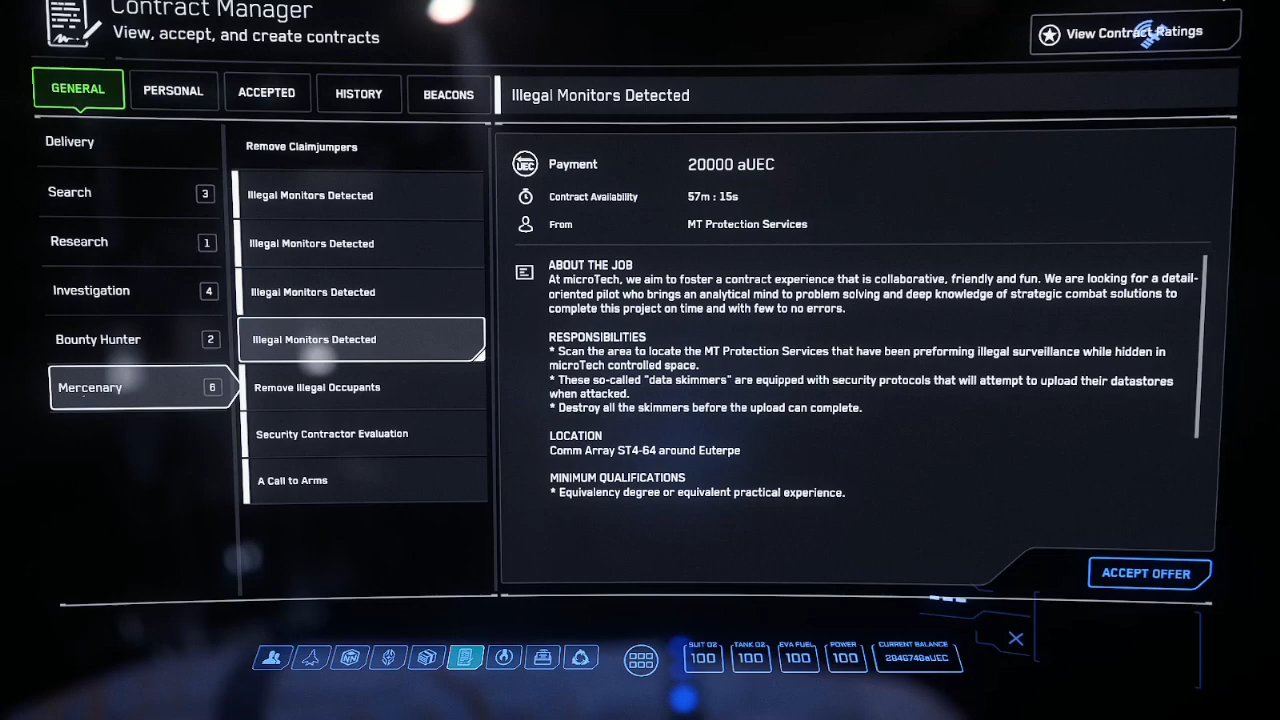 Contract Manager
View, accept, and create contracts
View Contract Ratings
GENERAL
PERSONAL
ACCEPTED
HISTORY
BEACONS
Delivery
Search
3
Research
1
Investigation
4
Bounty Hunter
2
Mercenary
6
Remove Claimjumpers
Illegal Monitors Detected
Illegal Monitors Detected
Illegal Monitors Detected
Illegal Monitors Detected
Remove Illegal Occupants
Security Contractor Evaluation
A Call to Arms
Illegal Monitors Detected
UEC
Payment
20000 aUEC
Contract Availability
57m : 15s
From
MT Protection Services
ABOUT THE JOB
At microTech, we aim to foster a contract experience that is collaborative, friendly and fun. We are looking for a detail-
oriented pilot who brings an analytical mind to problem solving and deep knowledge of strategic combat solutions to
complete this project on time and with few to no errors.
RESPONSIBILITIES
* Scan the area to locate the MT Protection Services that have been preforming illegal surveillance while hidden in
microTech controlled space.
* These so-called "data skimmers" are equipped with security protocols that will attempt to upload their datastores
when attacked.
* Destroy all the skimmers before the upload can complete.
LOCATION
Comm Array ST4-64 around Euterpe
MINIMUM QUALIFICATIONS
* Equivalency degree or equivalent practical experience.
ACCEPT OFFER
SUIT O2
100
TANK O2
100
EVA FUEL
100
POWER
100
CURRENT BALANCE